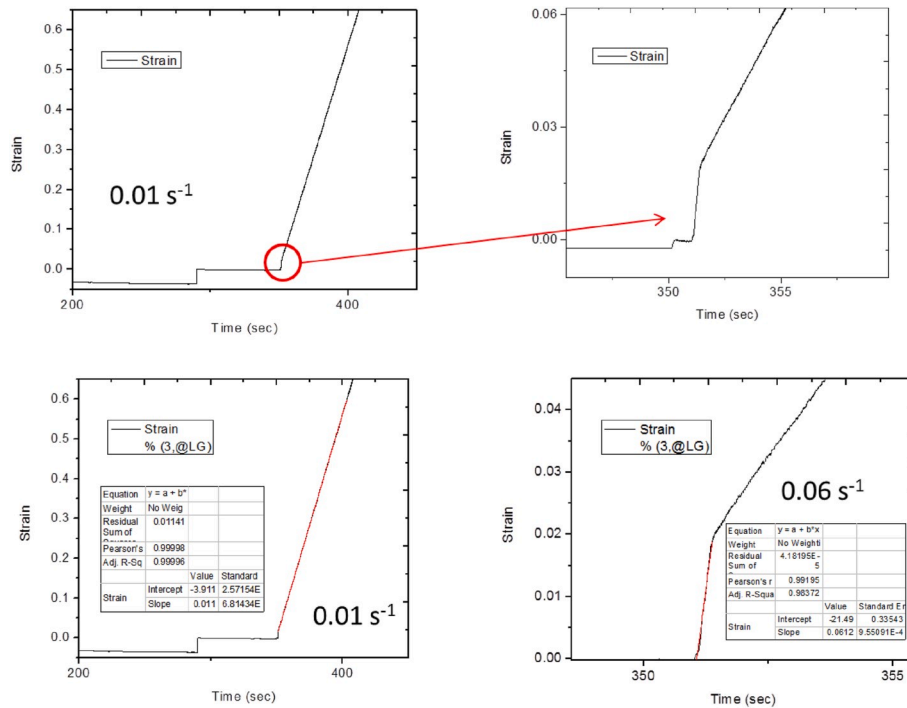 0.6
0.5
0.4
0.3
0.2
0.1
0.0
Strain
Strain
0.01 s-1
200
400
Time (sec)
0.06
0.03
0.00
Strain
Strain
350
355
Time (sec)
0.6
0.5
0.4
0.3
0.2
0.1
0.0
Strain
Strain
% (3,@LG)
Equation y = a + b*
Weight No Weig
Residual 0.01141
Sum of
Pearson's 0.99998
Adj. R-Sq 0.99996
Value Standard
Strain Intercept -3.911 2.57154E
Slope 0.011 6.81434E
0.01 s-1
200
400
Time (sec)
0.04
0.03
0.02
0.01
0.00
Strain
Strain
% (3,@LG)
0.06 s-1
Equation y = a + b*x
Weight No Weighti
Residual 4.18195E-
Sum of 5
Pearson's r 0.99195
Adj. R-Squa 0.98372
Value Standard Er
Strain Intercept -21.49 0.33543
Slope 0.0612 9.55091E-4
350
355
Time (sec)